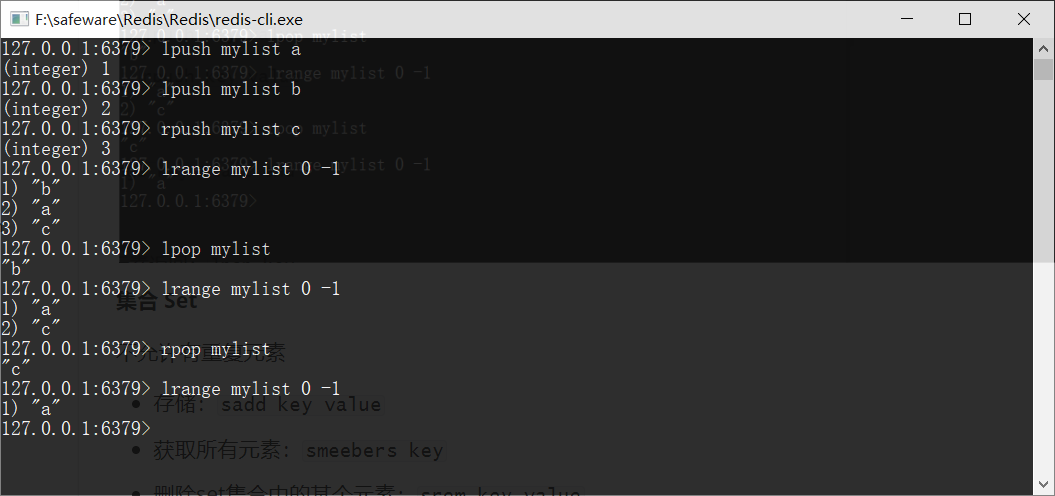 F:\safeware\Redis\Redis\redis-cli.exe
127.0.0.1:6379> lpush mylist a
(integer) 1
127.0.0.1:6379> lpush mylist b
(integer) 2
127.0.0.1:6379> rpush mylist c
(integer) 3
127.0.0.1:6379> lrange mylist 0 -1
1) "b"
2) "a"
3) "c"
127.0.0.1:6379> lpop mylist
"b"
127.0.0.1:6379> lrange mylist 0 -1
1) "a"
2) "c"
127.0.0.1:6379> rpop mylist
"c"
127.0.0.1:6379> lrange mylist 0 -1
1) "a"
127.0.0.1:6379>
集合 Set
允许有重复元素
存储: sadd key value
获取所有元素: smeebers key
删除set集合中的某个元素: srem key value